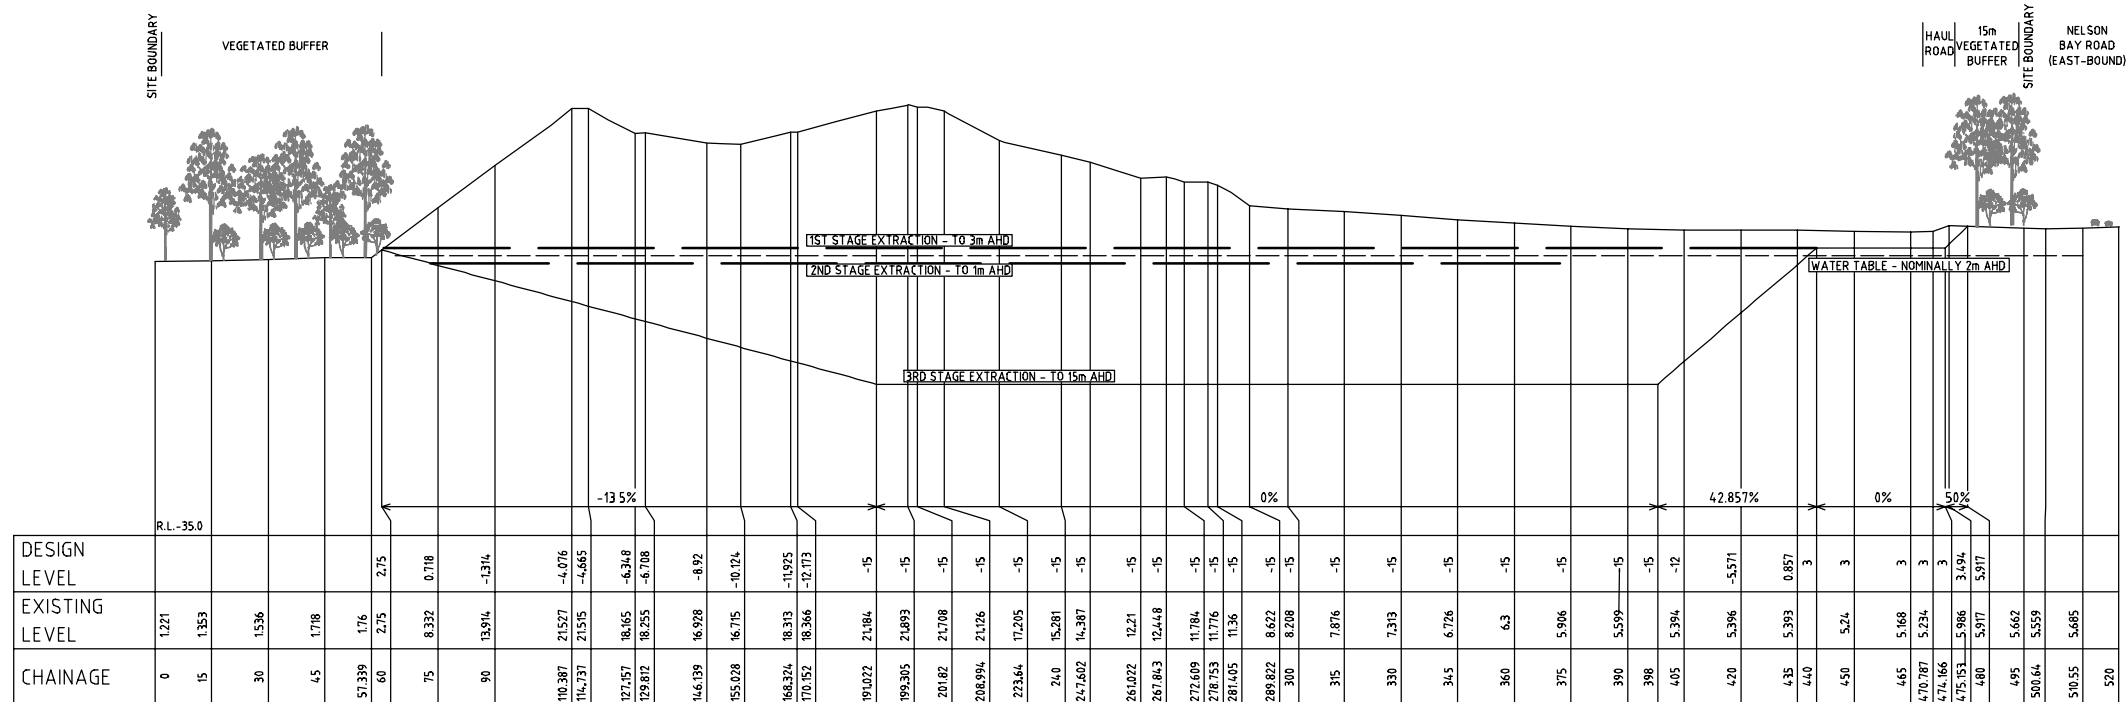 SITE BOUNDARY
VEGETATED BUFFER
HAUL
ROAD
15m
VEGETATED
BUFFER
SITE BOUNDARY
NELSON
BAY ROAD
(EAST-BOUND)
1ST STAGE EXTRACTION - TO 3m AHD
2ND STAGE EXTRACTION - TO 1m AHD
WATER TABLE - NOMINALLY 2m AHD
3RD STAGE EXTRACTION - TO 15m AHD
-13.5% 0% 42.857% 0% 50%
R.L.-35.0
DESIGN
LEVEL
2.75 0.718 -1.314 -4.076 -4.665 -6.348 -6.708 -8.92 -10.124 -11.925 -12.173 -15 -15 -15 -15 -15 -15 -15 -15 -15 -15 -15 -15 -15 -15 -15 -15 -15 -15 -15 -15 -15 -12 -5.571 0.857 3 3 3 3 3 3.494 5.917
EXISTING
LEVEL
1.221 1.353 1.536 1.718 1.76 2.75 8.332 13.914 21.527 21.515 18.165 18.255 16.928 16.715 18.313 18.366 21.184 21.893 21.708 21.126 17.205 15.281 14.387 12.21 12.448 11.784 11.776 11.36 8.622 8.208 7.876 7.313 6.726 6.3 5.906 5.599 5.394 5.396 5.393 5.24 5.168 5.234 5.986 5.917 5.662 5.559 5.685
CHAINAGE
0 15 30 45 57.339 60 75 90 110.387 114.737 127.157 129.812 146.139 155.028 168.324 170.152 191.022 199.305 201.82 208.994 223.64 240 247.602 261.022 267.843 272.609 278.753 281.405 289.822 300 315 330 345 360 375 390 398 405 420 435 440 450 465 470.787 474.166 475.153 480 495 500.64 510.55 520